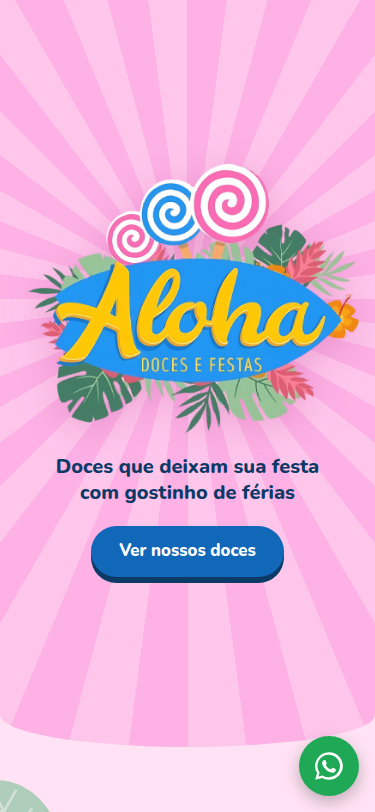 Aloha
DOCES E FESTAS
Doces que deixam sua festa
com gostinho de férias
Ver nossos doces